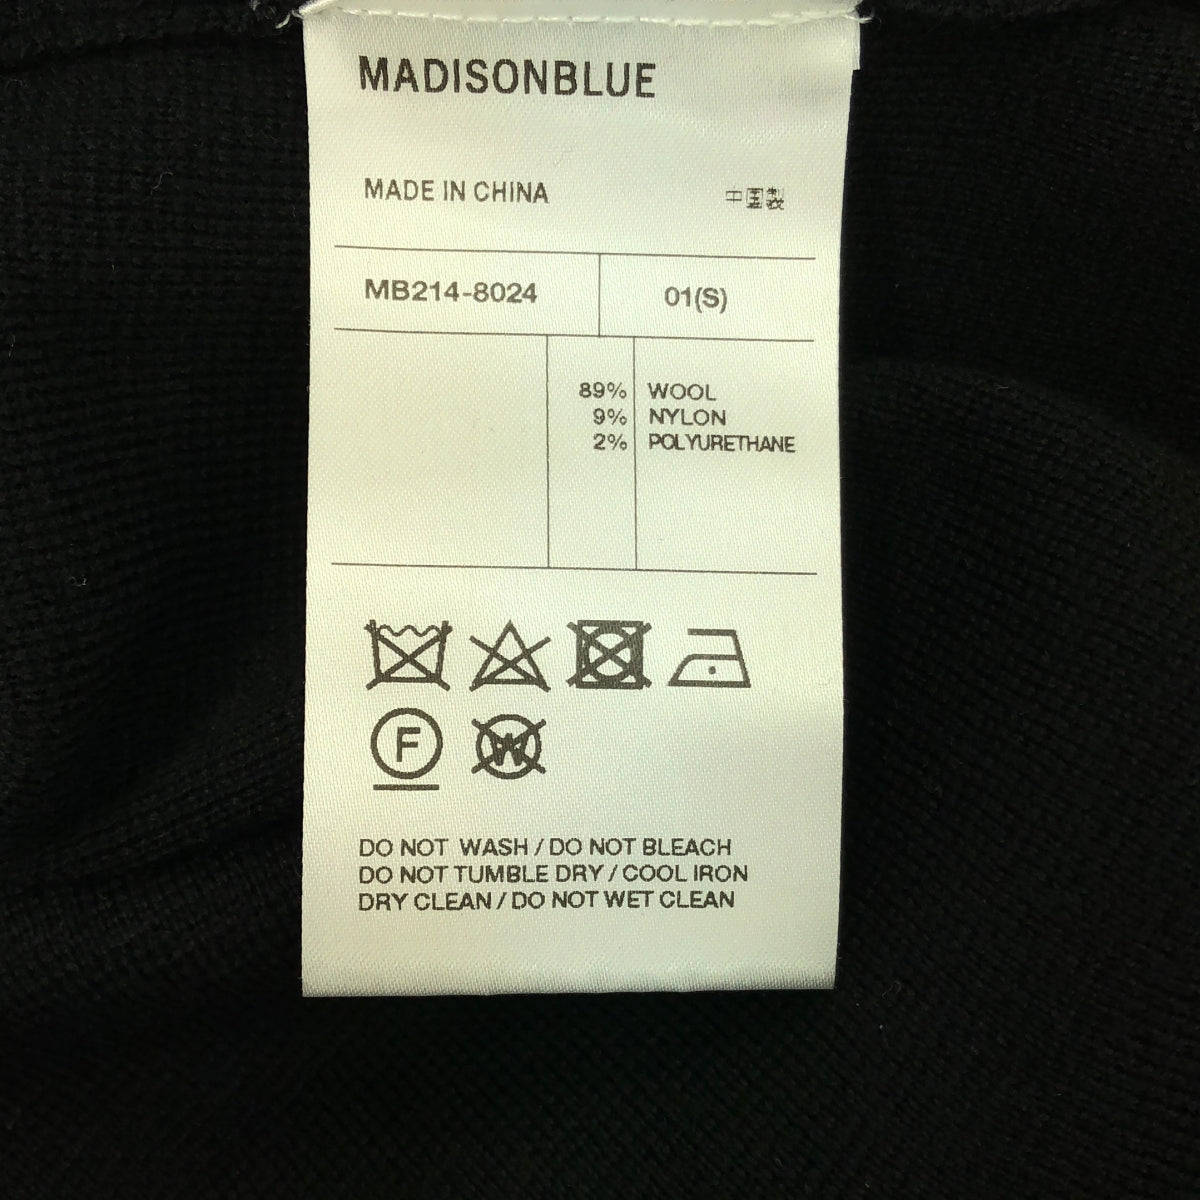 MADISONBLUE
MADE IN CHINA 中国製
MB214-8024 01(S)
89% WOOL
9% NYLON
2% POLYURETHANE
F W
DO NOT WASH / DO NOT BLEACH
DO NOT TUMBLE DRY / COOL IRON
DRY CLEAN / DO NOT WET CLEAN